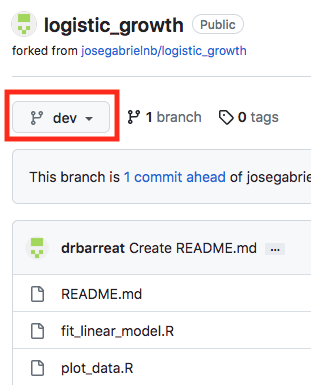 logistic_growth Public
forked from josegabrielnb/logistic_growth
dev 1 branch 0 tags
This branch is 1 commit ahead of josegabrie
drbarreat Create README.md ...
README.md
fit_linear_model.R
plot_data.R